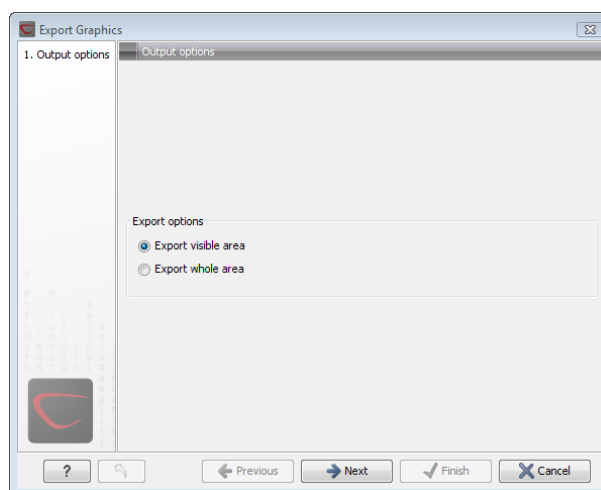 Export Graphics
1. Output options
Output options
Export options
Export visible area
Export whole area
?
Previous
Next
Finish
Cancel